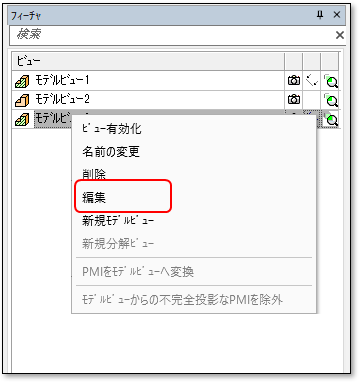 フィーチャ
検索
ビュー
ﾓﾃﾞﾙﾋﾞｭｰ1
ﾓﾃﾞﾙﾋﾞｭｰ2
ﾓﾃﾞﾙﾋﾞｭｰ
ﾋﾞｭｰ有効化
名前の変更
削除
編集
新規ﾓﾃﾞﾙﾋﾞｭｰ
新規分解ﾋﾞｭｰ
PMIをﾓﾃﾞﾙﾋﾞｭｰへ変換
ﾓﾃﾞﾙﾋﾞｭｰからの不完全投影なPMIを除外